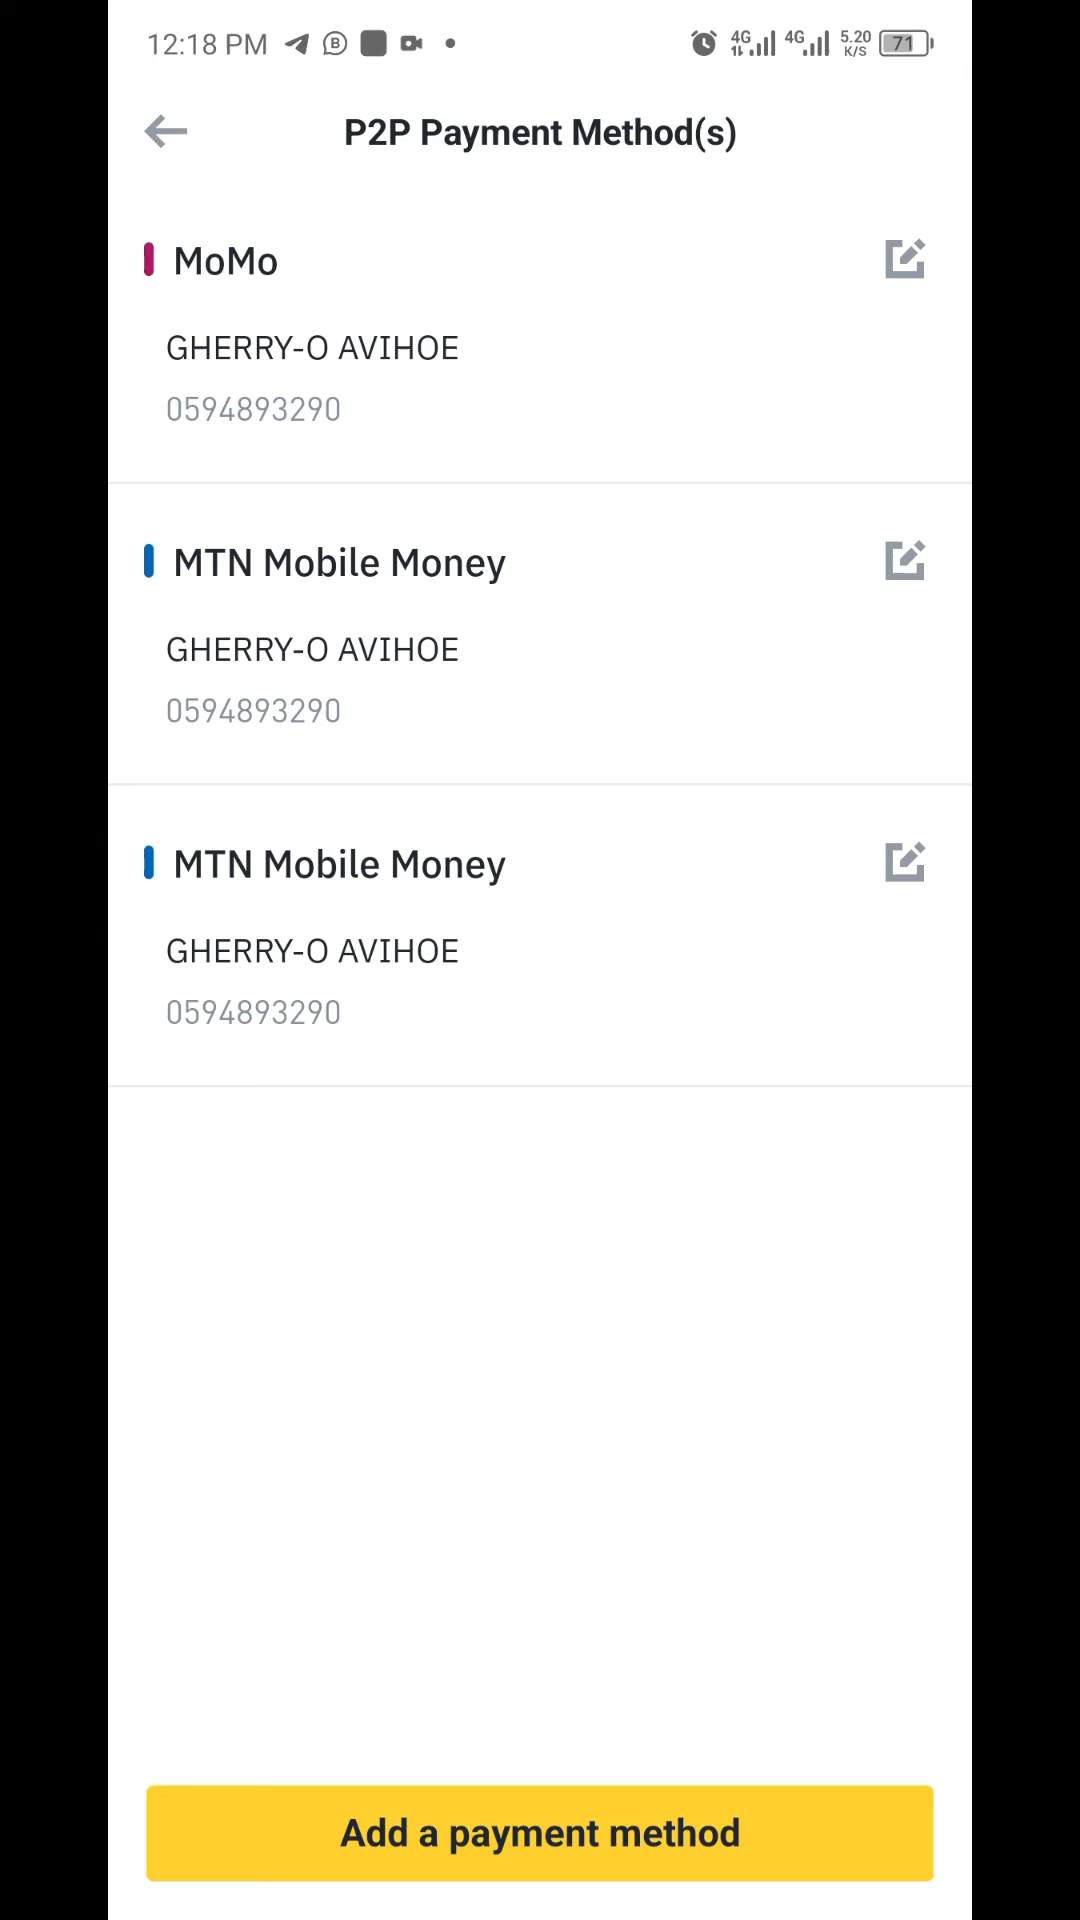 12:18 PM 4G 4G 5.20 K/S 71
P2P Payment Method(s)
MoMo
GHERRY-O AVIHOE
0594893290
MTN Mobile Money
GHERRY-O AVIHOE
0594893290
MTN Mobile Money
GHERRY-O AVIHOE
0594893290
Add a payment method